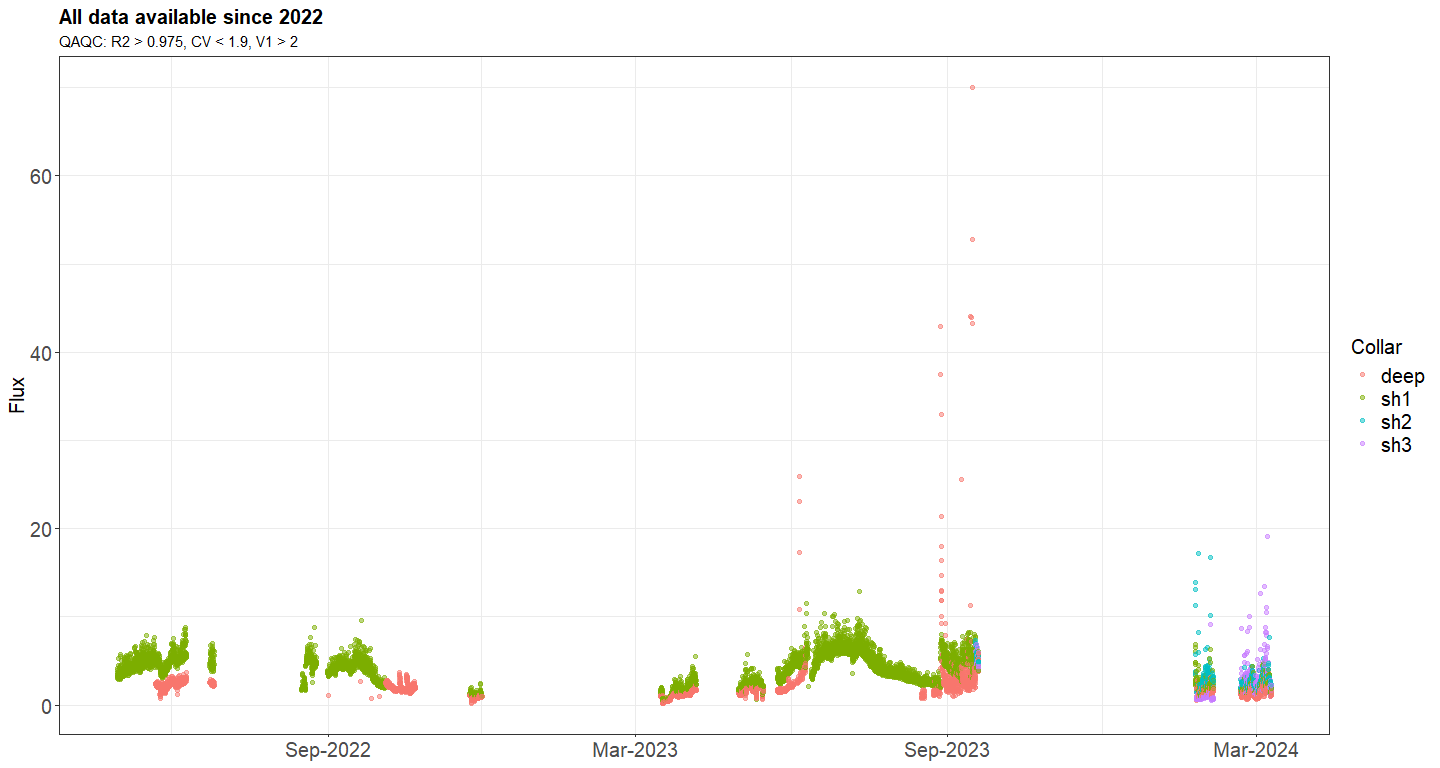 All data available since 2022
QAQC: R2 > 0.975, CV < 1.9, V1 > 2
Flux
60
40
20
0
Sep-2022
Mar-2023
Sep-2023
Mar-2024
Collar
deep
sh1
sh2
sh3